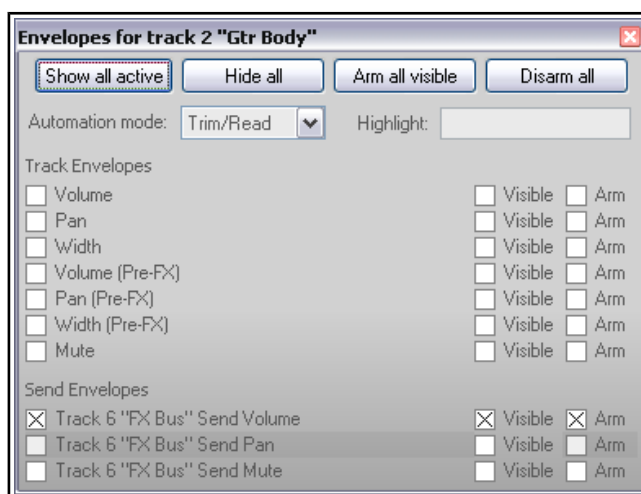 Envelopes for track 2 "Gtr Body"
Show all active Hide all Arm all visible Disarm all
Automation mode: Trim/Read Highlight:
Track Envelopes
Volume Visible Arm
Pan Visible Arm
Width Visible Arm
Volume (Pre-FX) Visible Arm
Pan (Pre-FX) Visible Arm
Width (Pre-FX) Visible Arm
Mute Visible Arm
Send Envelopes
Track 6 "FX Bus" Send Volume Visible Arm
Track 6 "FX Bus" Send Pan Visible Arm
Track 6 "FX Bus" Send Mute Visible Arm